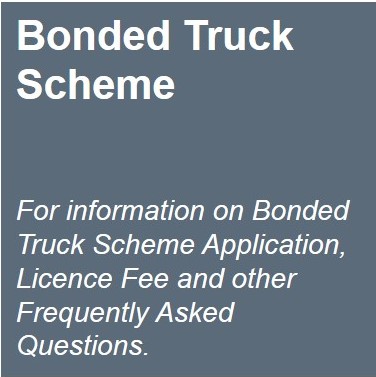 Bonded Truck
Scheme
For information on Bonded
Truck Scheme Application,
Licence Fee and other
Frequently Asked
Questions.